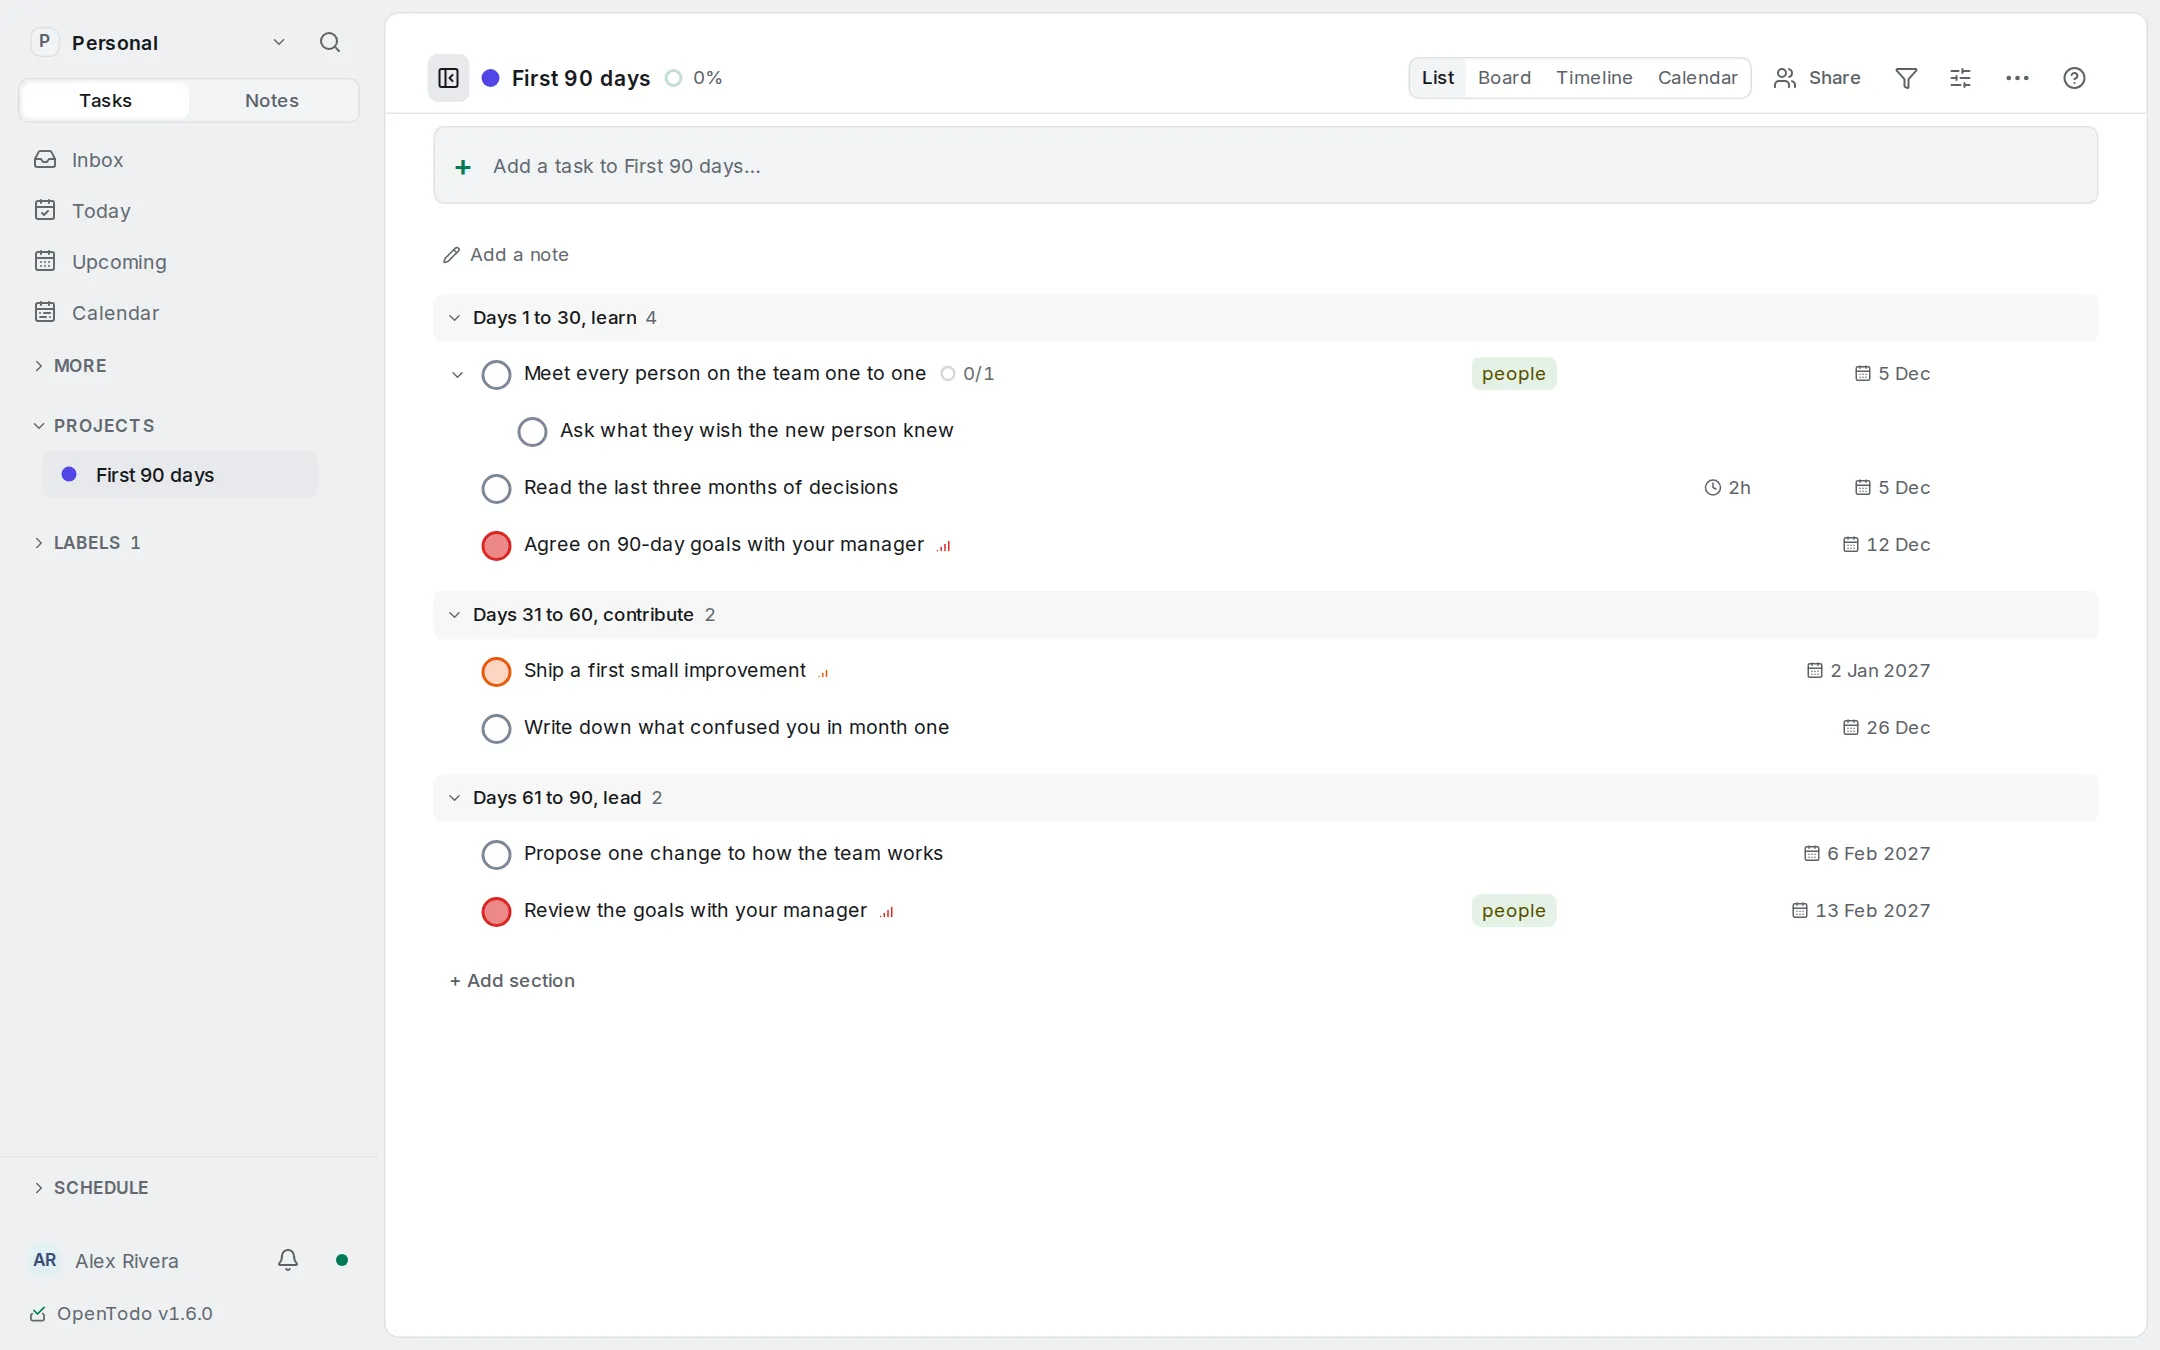 P Personal
Tasks Notes
Inbox
Today
Upcoming
Calendar
MORE
PROJECTS
First 90 days
LABELS 1
SCHEDULE
AR Alex Rivera
OpenTodo v1.6.0
First 90 days 0%
List Board Timeline Calendar Share
+ Add a task to First 90 days...
Add a note
Days 1 to 30, learn 4
Meet every person on the team one to one 0/1 people 5 Dec
Ask what they wish the new person knew
Read the last three months of decisions 2h 5 Dec
Agree on 90-day goals with your manager 12 Dec
Days 31 to 60, contribute 2
Ship a first small improvement 2 Jan 2027
Write down what confused you in month one 26 Dec
Days 61 to 90, lead 2
Propose one change to how the team works 6 Feb 2027
Review the goals with your manager people 13 Feb 2027
+ Add section